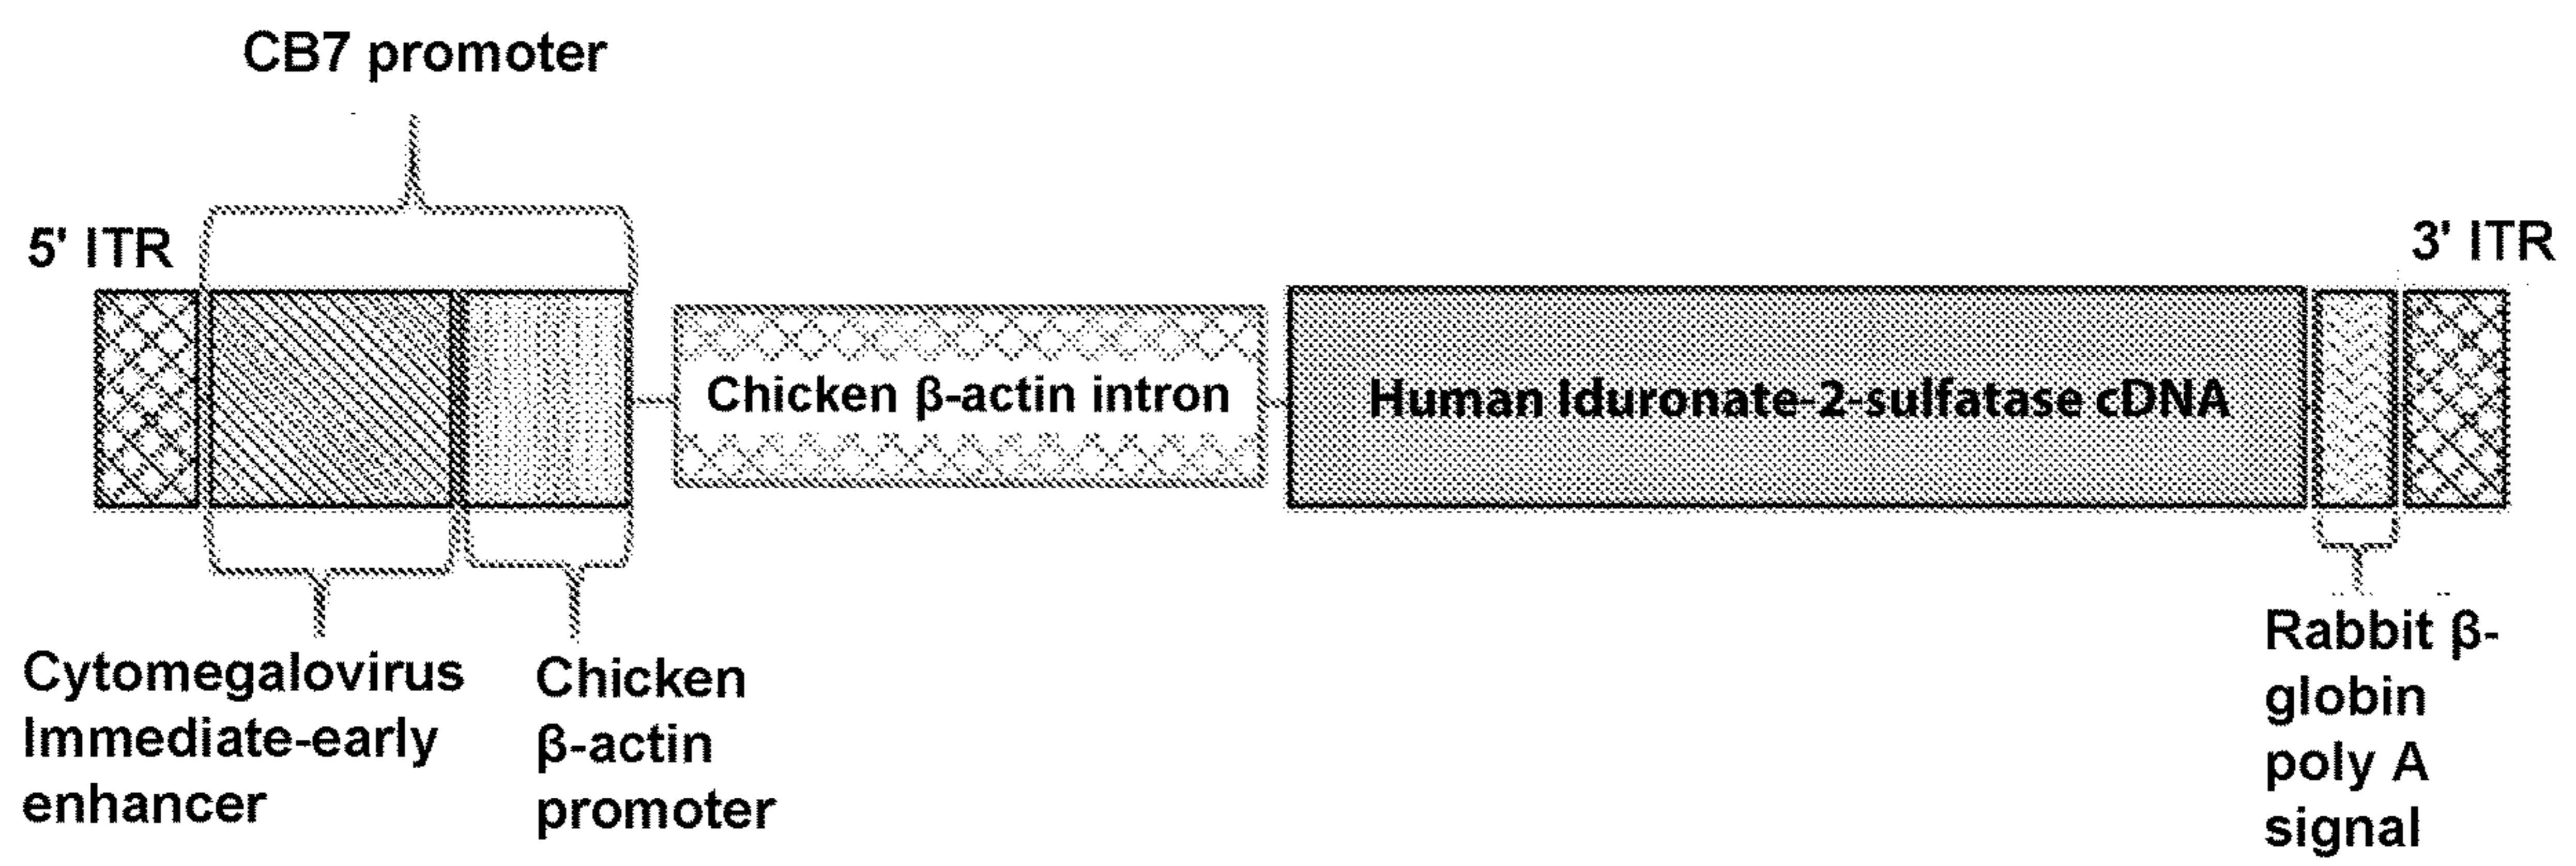 CB7 promoter
5' ITR
3' ITR
Chicken β-actin intron
Human Iduronate-2-sulfatase cDNA
Cytomegalovirus
Immediate-early
enhancer
Chicken
β-actin
promoter
Rabbit β-
globin
poly A
signal